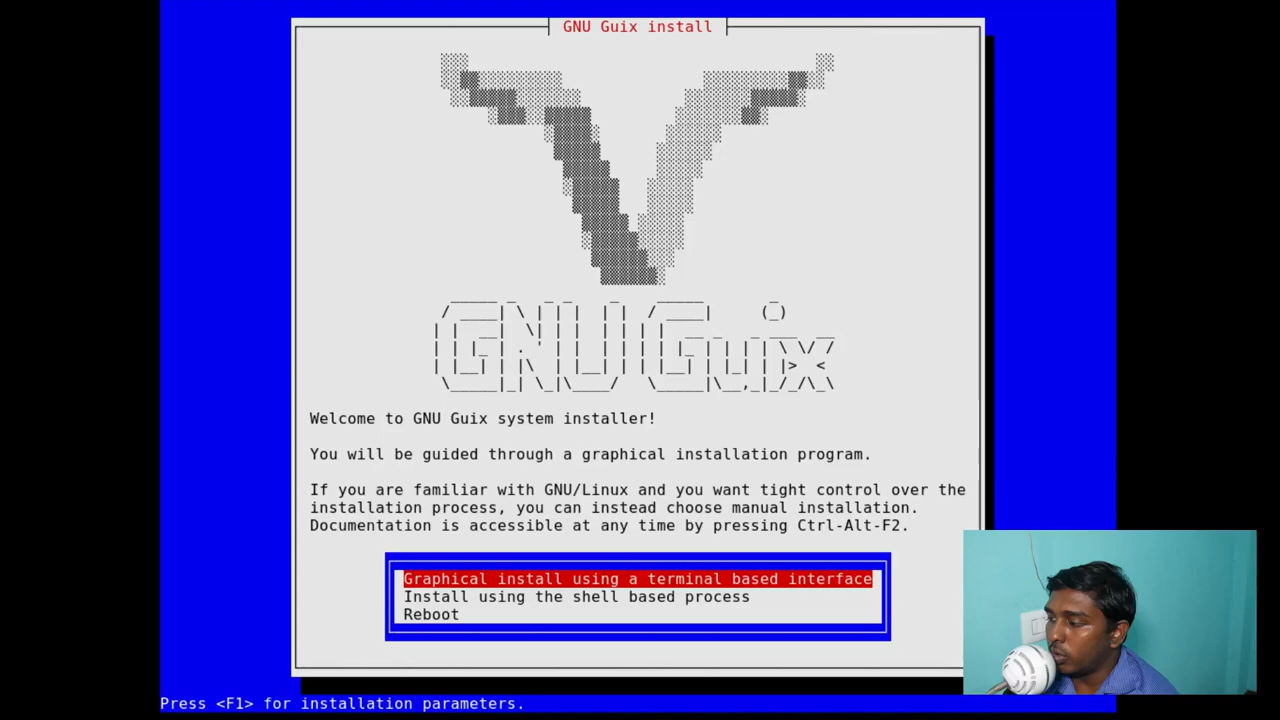 GNU Guix install
GNU Guix
Welcome to GNU Guix system installer!
You will be guided through a graphical installation program.
If you are familiar with GNU/Linux and you want tight control over the
installation process, you can instead choose manual installation.
Documentation is accessible at any time by pressing Ctrl-Alt-F2.
Graphical install using a terminal based interface
Install using the shell based process
Reboot
Press <F1> for installation parameters.